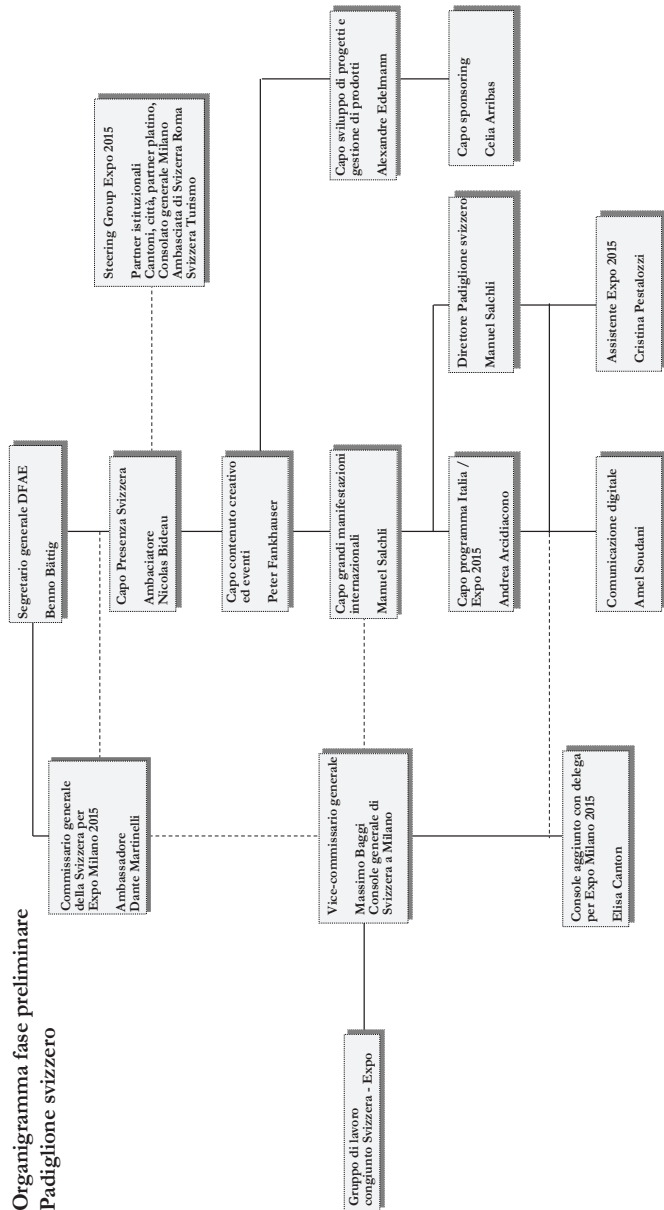 Organigramma fase preliminare
Padiglione svizzero
Segretario generale DFAE
Benno Bättig
Commissario generale
della Svizzera per
Expo Milano 2015
Ambassadore
Dante Martinelli
Capo Presenza Svizzera
Ambaciatore
Nicolas Bideau
Steering Group Expo 2015
Partner istituzionali
Cantoni, città, partner platino,
Consolato generale Milano
Ambasciata di Svizerra Roma
Svizzera Turismo
Capo contenuto creativo
ed eventi
Peter Fankhauser
Gruppo di lavoro
congiunto Svizzera - Expo
Vice-commissario generale
Massimo Baggi
Console generale di
Svizzera a Milano
Capo grandi manifestazioni
internazionali
Manuel Salchli
Capo sviluppo di progetti e
gestione di prodotti
Alexandre Edelmann
Capo programma Italia /
Expo 2015
Andrea Arcidiacono
Direttore Padiglione svizzero
Manuel Salchli
Capo sponsoring
Celia Arribas
Console aggiunto con delega
per Expo Milano 2015
Elisa Canton
Comunicazione digitale
Amel Soudani
Assistente Expo 2015
Cristina Pestalozzi